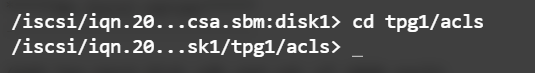 /iscsi/iqn.20...csa.sbm:disk1> cd tpg1/acls
/iscsi/iqn.20...sk1/tpg1/acls> _